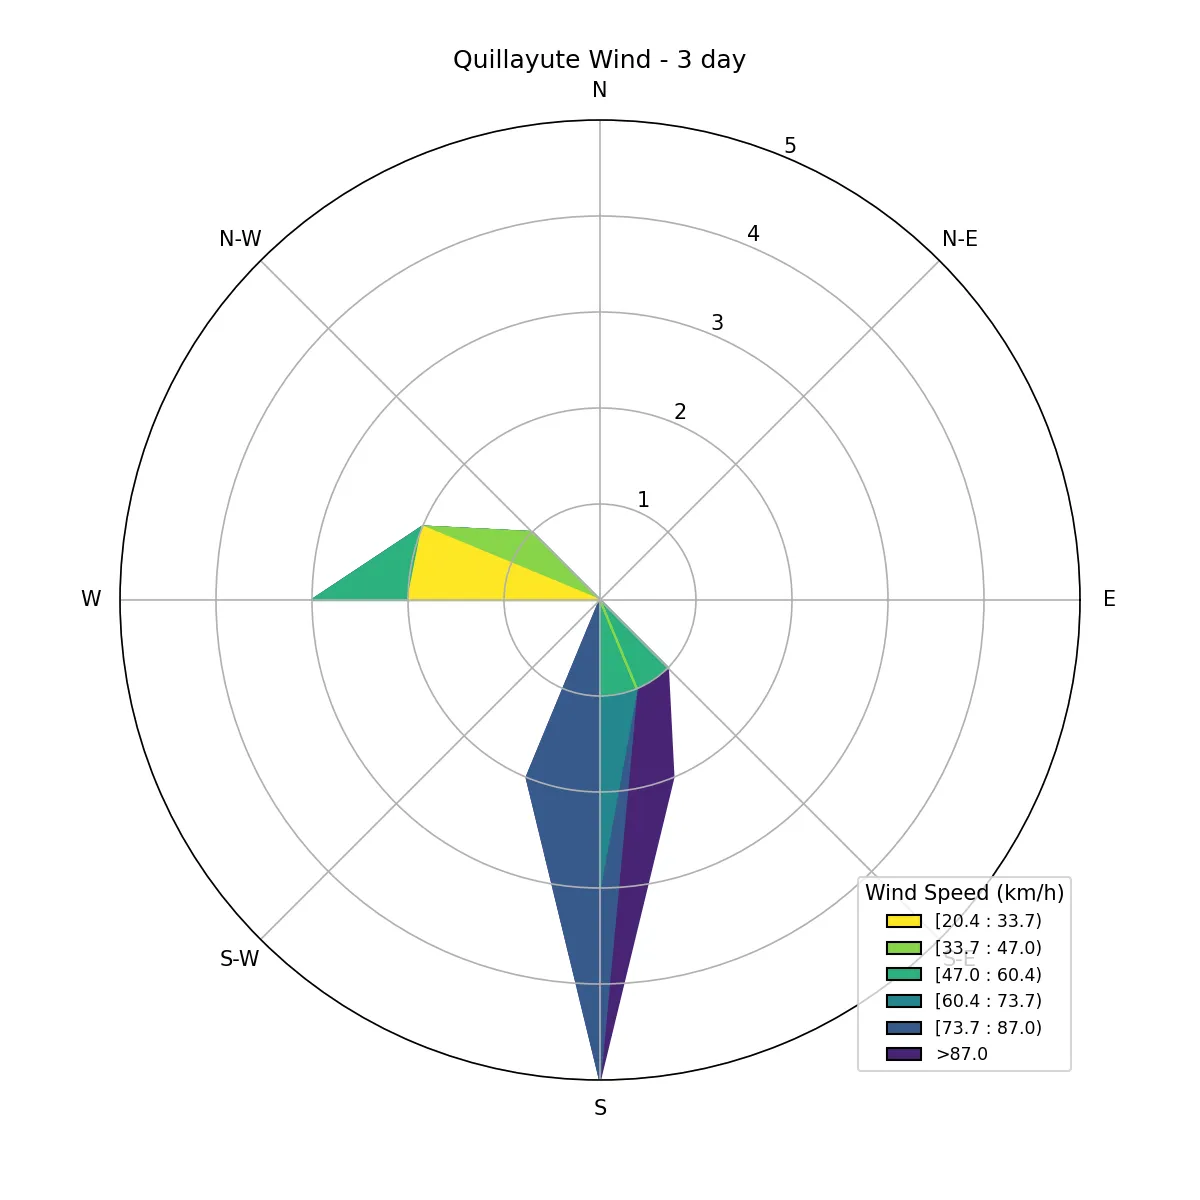 Quillayute Wind - 3 day
N
5
N-W
N-E
4
3
2
1
W
E
Wind Speed (km/h)
[20.4 : 33.7)
[33.7 : 47.0)
S-W
S-E
[47.0 : 60.4)
[60.4 : 73.7)
[73.7 : 87.0)
>87.0
S